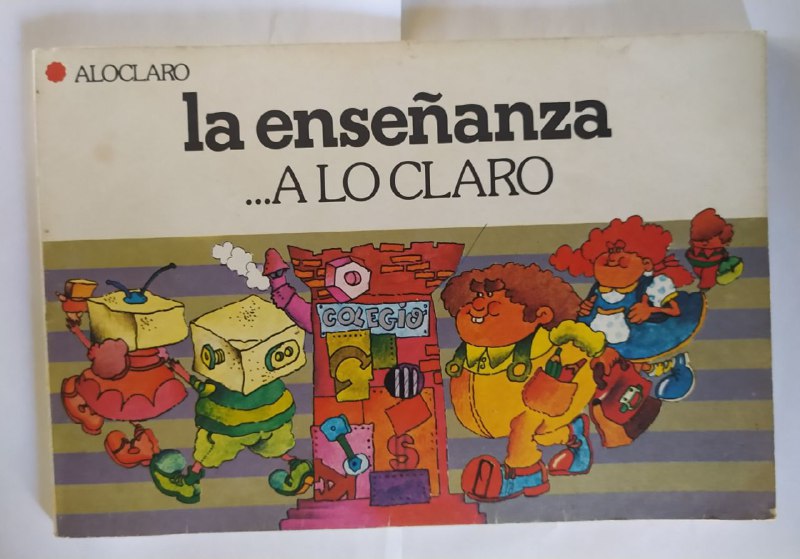 ALOCLARO
la enseñanza
...A LO CLARO
COLEGIO
C
S
A